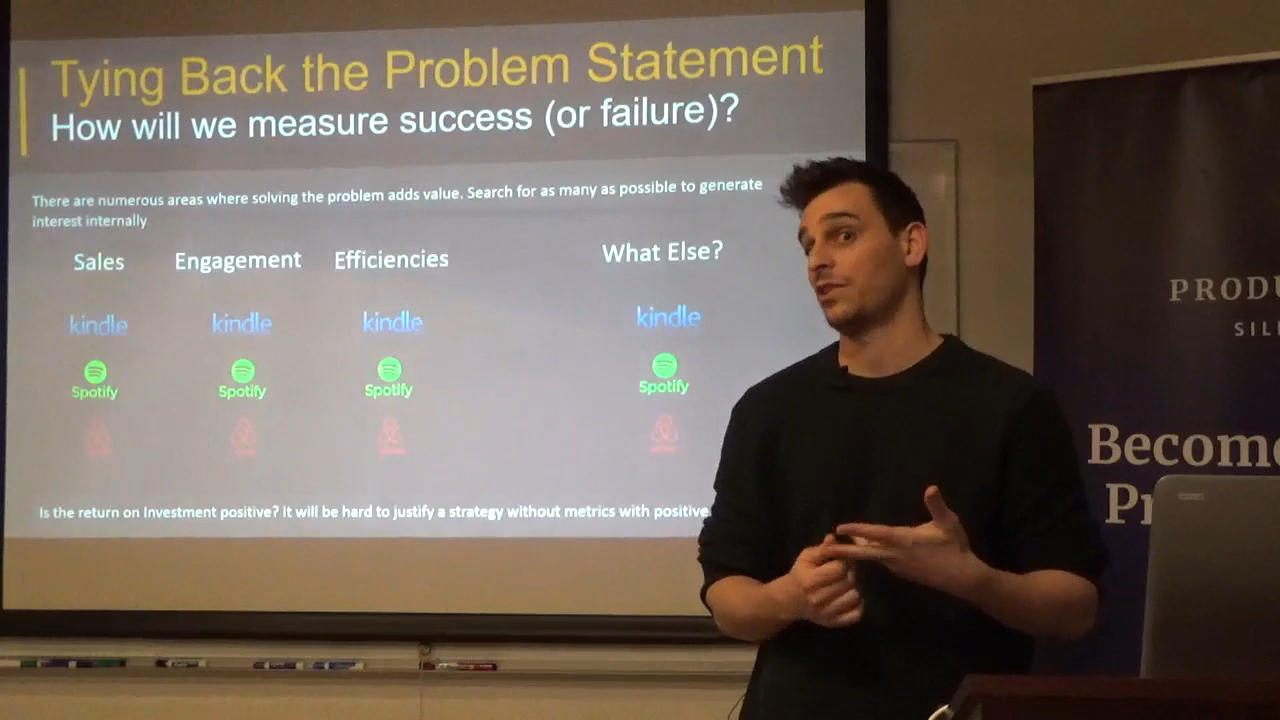 Tying Back the Problem Statement
How will we measure success (or failure)?
There are numerous areas where solving the problem adds value. Search for as many as possible to generate
interest internally
Sales Engagement Efficiencies What Else?
kindle kindle kindle kindle
Spotify Spotify Spotify Spotify
Is the return on Investment positive? It will be hard to justify a strategy without metrics with positive
PRODU
SIL
Become
Pr